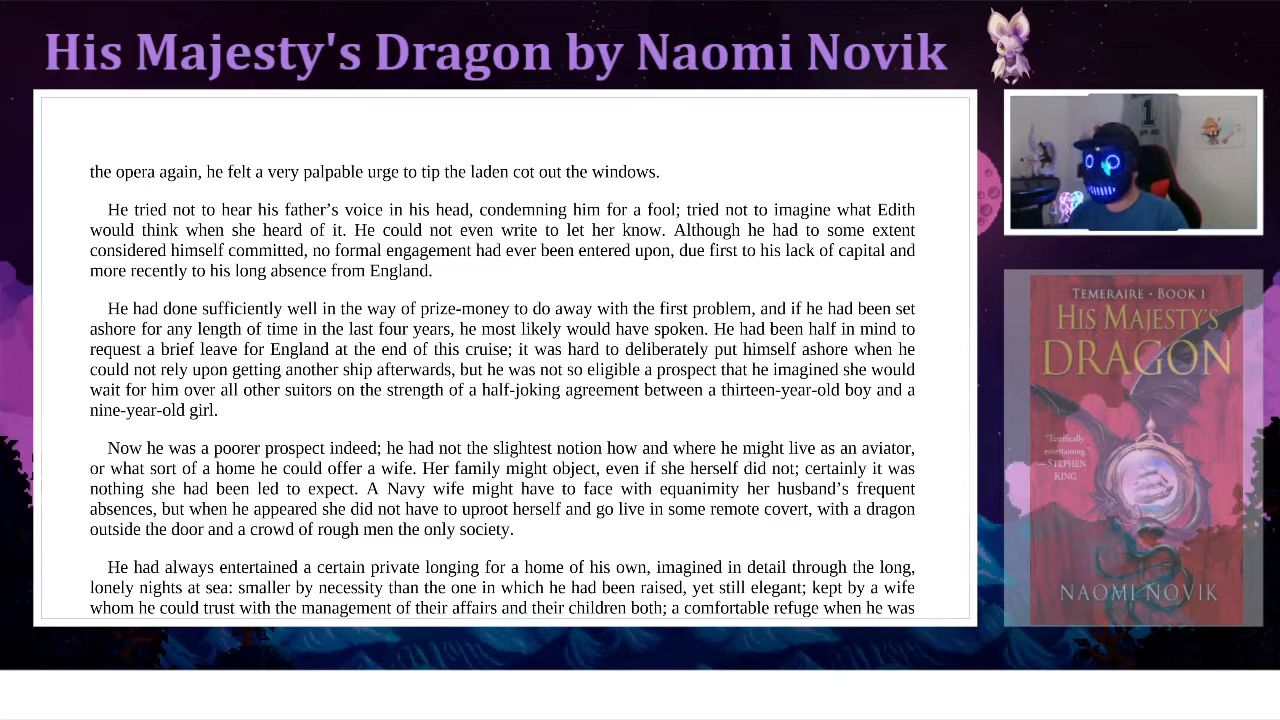 His Majesty's Dragon by Naomi Novik
the opera again, he felt a very palpable urge to tip the laden cot out the windows.
He tried not to hear his father’s voice in his head, condemning him for a fool; tried not to imagine what Edith
would think when she heard of it. He could not even write to let her know. Although he had to some extent
considered himself committed, no formal engagement had ever been entered upon, due first to his lack of capital and
more recently to his long absence from England.
He had done sufficiently well in the way of prize-money to do away with the first problem, and if he had been set
ashore for any length of time in the last four years, he most likely would have spoken. He had been half in mind to
request a brief leave for England at the end of this cruise; it was hard to deliberately put himself ashore when he
could not rely upon getting another ship afterwards, but he was not so eligible a prospect that he imagined she would
wait for him over all other suitors on the strength of a half-joking agreement between a thirteen-year-old boy and a
nine-year-old girl.
Now he was a poorer prospect indeed; he had not the slightest notion how and where he might live as an aviator,
or what sort of a home he could offer a wife. Her family might object, even if she herself did not; certainly it was
nothing she had been led to expect. A Navy wife might have to face with equanimity her husband’s frequent
absences, but when he appeared she did not have to uproot herself and go live in some remote covert, with a dragon
outside the door and a crowd of rough men the only society.
He had always entertained a certain private longing for a home of his own, imagined in detail through the long,
lonely nights at sea: smaller by necessity than the one in which he had been raised, yet still elegant; kept by a wife
whom he could trust with the management of their affairs and their children both; a comfortable refuge when he was
1
TEMERAIRE • BOOK 1
HIS MAJESTY'S
DRAGON
"Terrifically
entertaining."
—STEPHEN
KING
NAOMI NOVIK